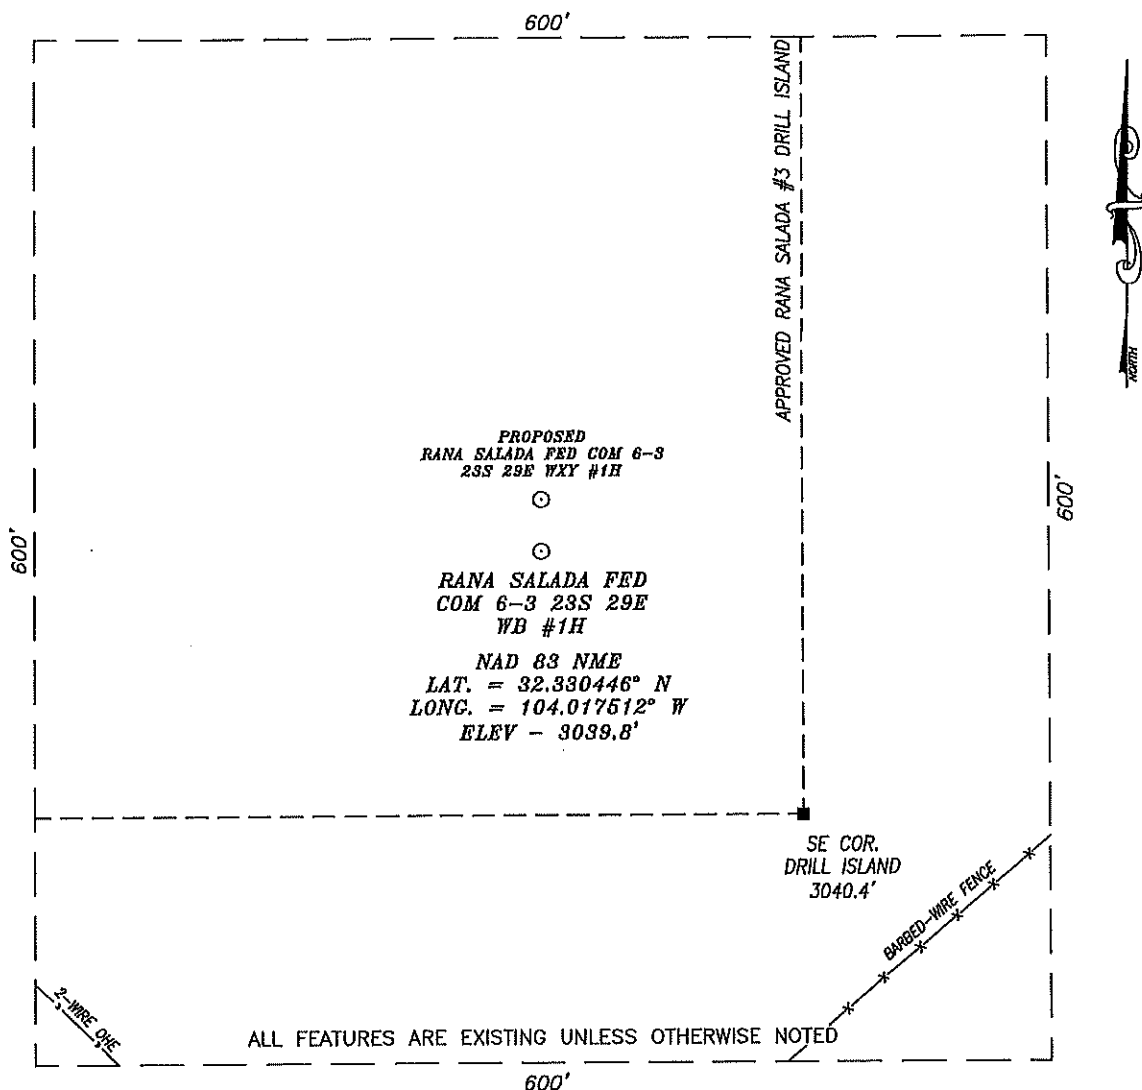 600'
APPROVED RANA SALADA #3 DRILL ISLAND
NORTH
PROPOSED
RANA SALADA FED COM 6-3
23S 29E WXY #1H
600'
600'
RANA SALADA FED
COM 6-3 23S 29E
WB #1H
NAD 83 NME
LAT. = 32.330446° N
LONG. = 104.017512° W
ELEV - 3039.8'
SE COR.
DRILL ISLAND
3040.4'
BARBED-WIRE FENCE
2-WIRE OHE
ALL FEATURES ARE EXISTING UNLESS OTHERWISE NOTED
600'